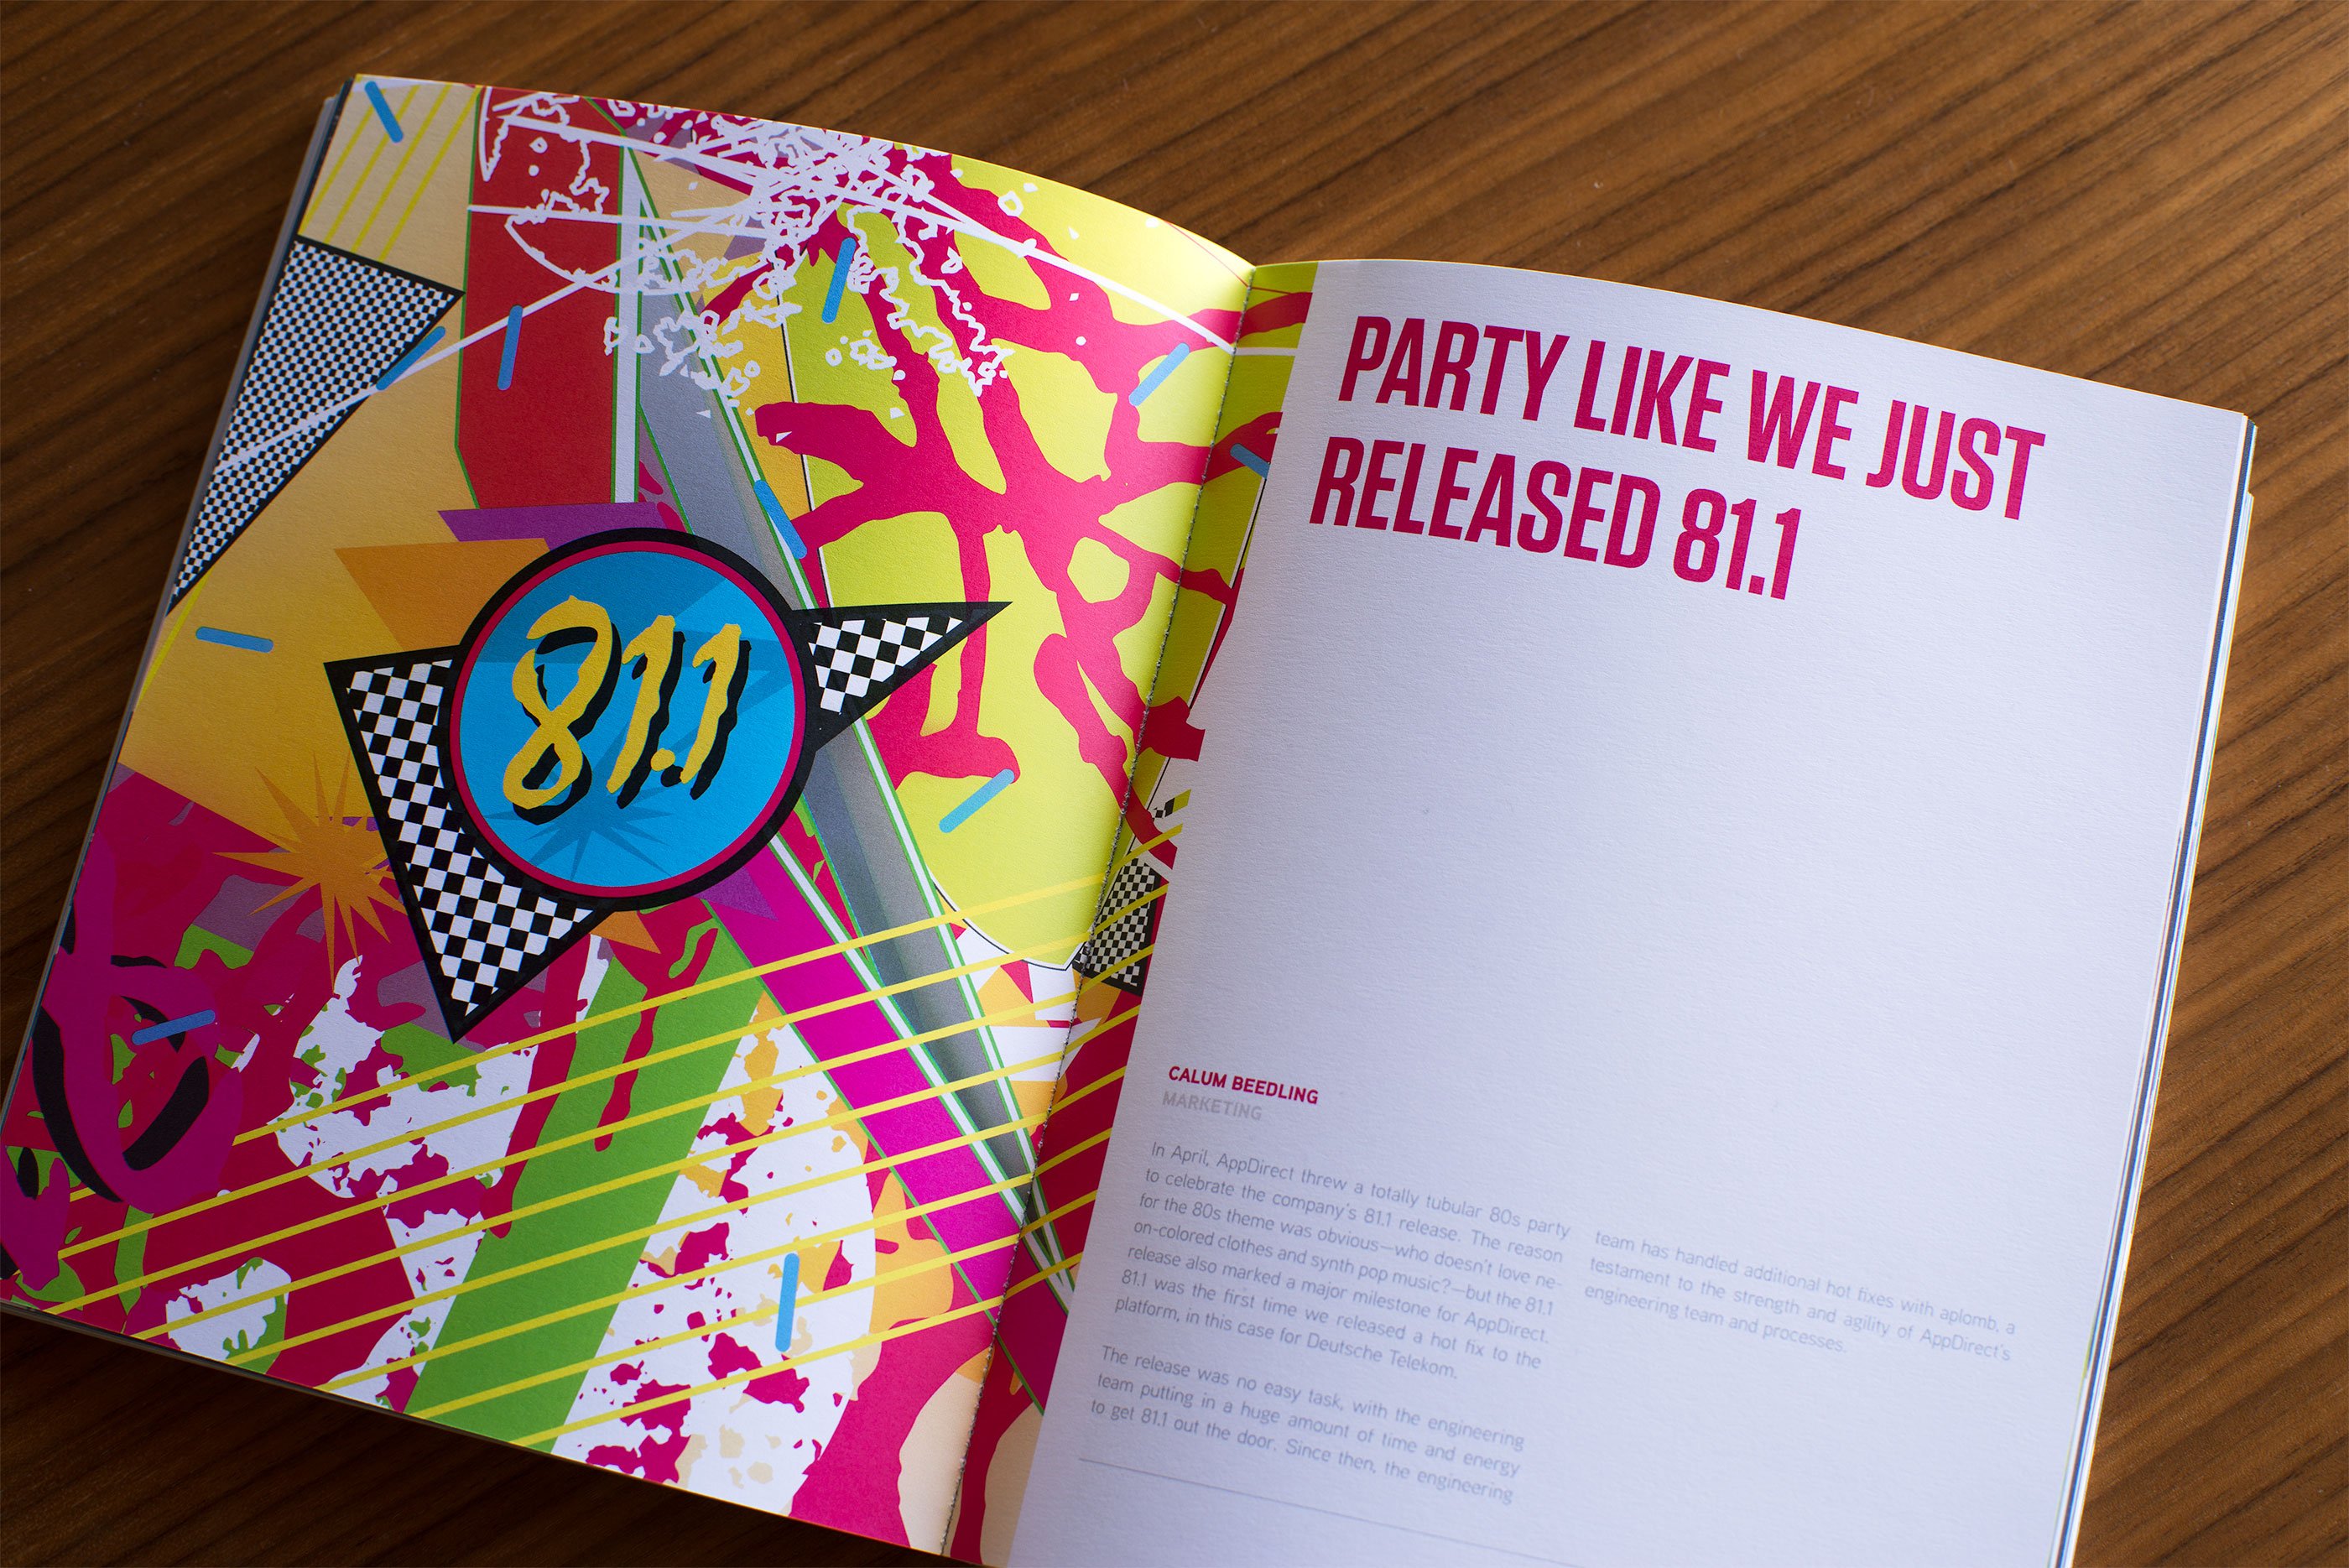 81.1
PARTY LIKE WE JUST
RELEASED 81.1
CALUM BEEDLING
MARKETING
In April, AppDirect threw a totally tubular 80s party
to celebrate the company's 81.1 release. The reason
for the 80s theme was obvious—who doesn't love ne-
on-colored clothes and synth pop music?—but the 81.1
release also marked a major milestone for AppDirect.
81.1 was the first time we released a hot fix to the
platform, in this case for Deutsche Telekom.
The release was no easy task, with the engineering
team putting in a huge amount of time and energy
to get 81.1 out the door. Since then, the engineering
team has handled additional hot fixes with aplomb, a
testament to the strength and agility of AppDirect's
engineering team and processes.